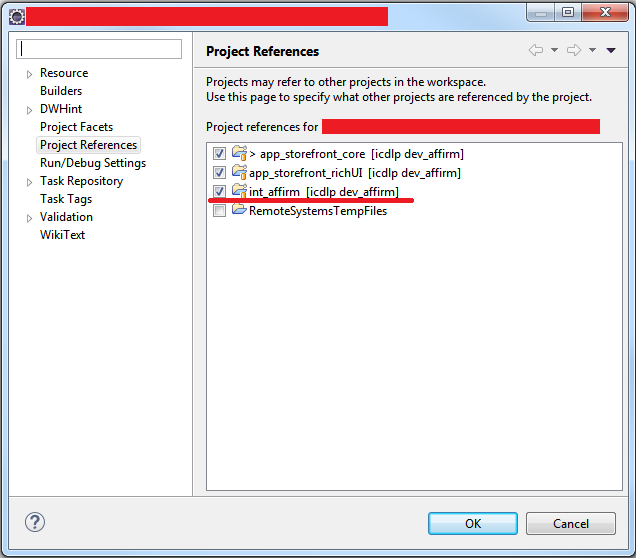 Project References
Resource
Builders
DWHint
Project Facets
Project References
Run/Debug Settings
Task Repository
Task Tags
Validation
WikiText
Projects may refer to other projects in the workspace.
Use this page to specify what other projects are referenced by the project.
Project references for
> app_storefront_core [icdlp dev_affirm]
app_storefront_richUI [icdlp dev_affirm]
int_affirm [icdlp dev_affirm]
RemoteSystemsTempFiles
?
OK
Cancel